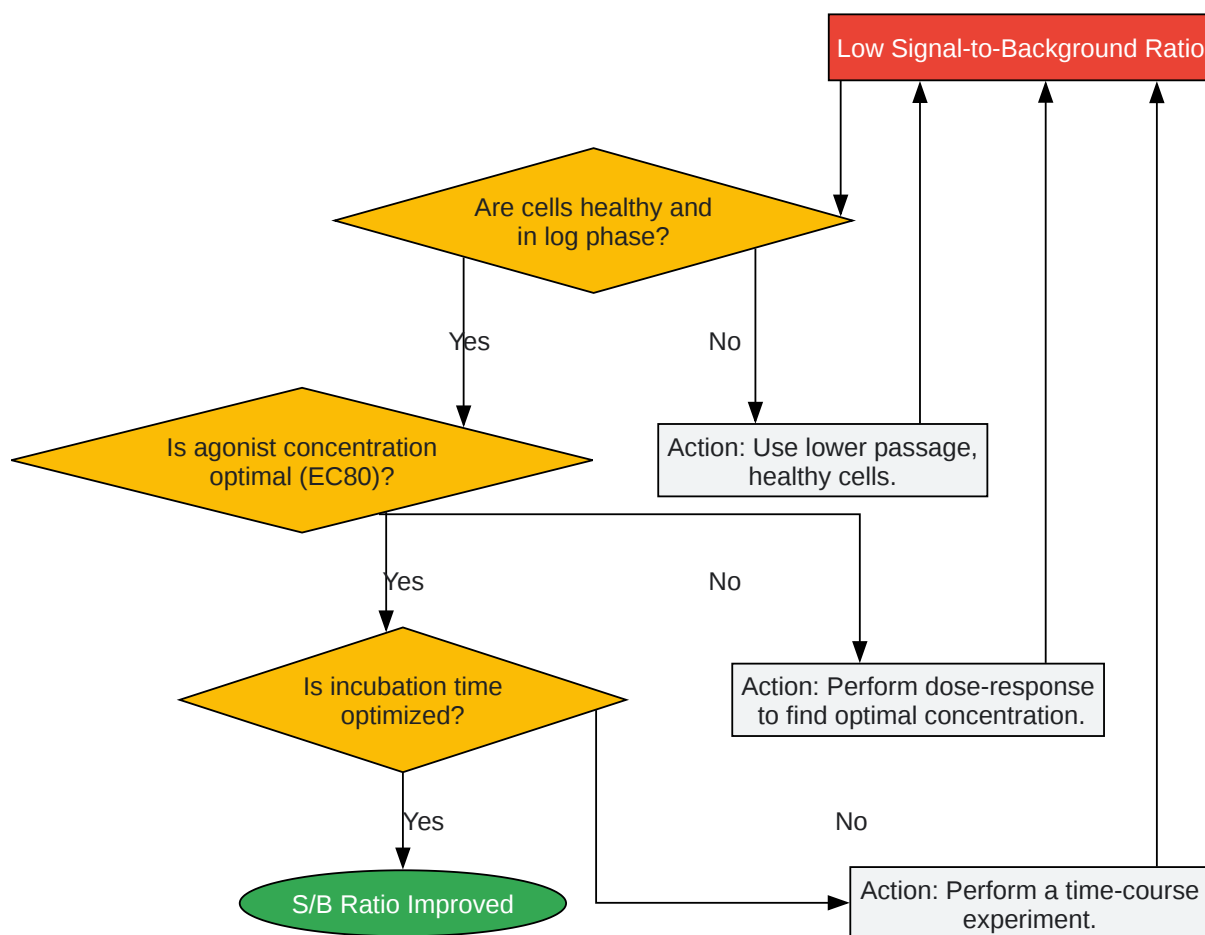 Low Signal-to-Background Ratio
Are cells healthy and
in log phase?
Yes
No
Is agonist concentration
optimal (EC80)?
Action: Use lower passage,
healthy cells.
Yes
No
Is incubation time
optimized?
Action: Perform dose-response
to find optimal concentration.
Yes
No
S/B Ratio Improved
Action: Perform a time-course
experiment.